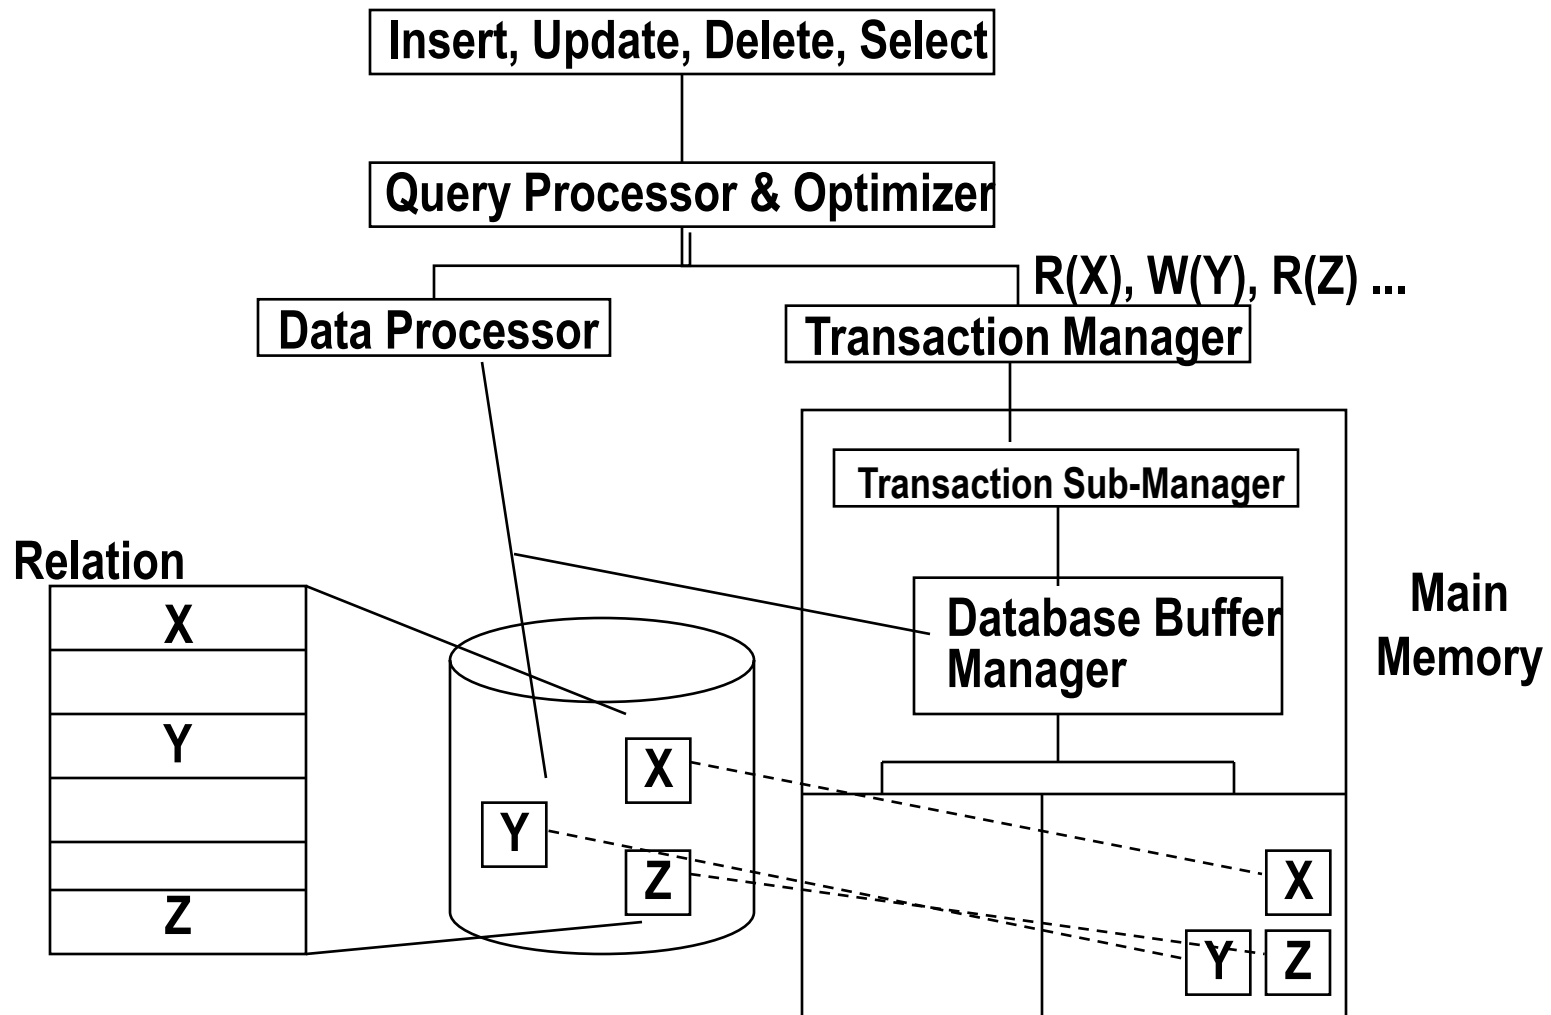 Insert, Update, Delete, Select
Query Processor & Optimizer
R(X), W(Y), R(Z) ...
Data Processor
Transaction Manager
Transaction Sub-Manager
Relation
X
Y
Z
Database Buffer
Manager
Main
Memory
X
Y
Z
X
Y
Z